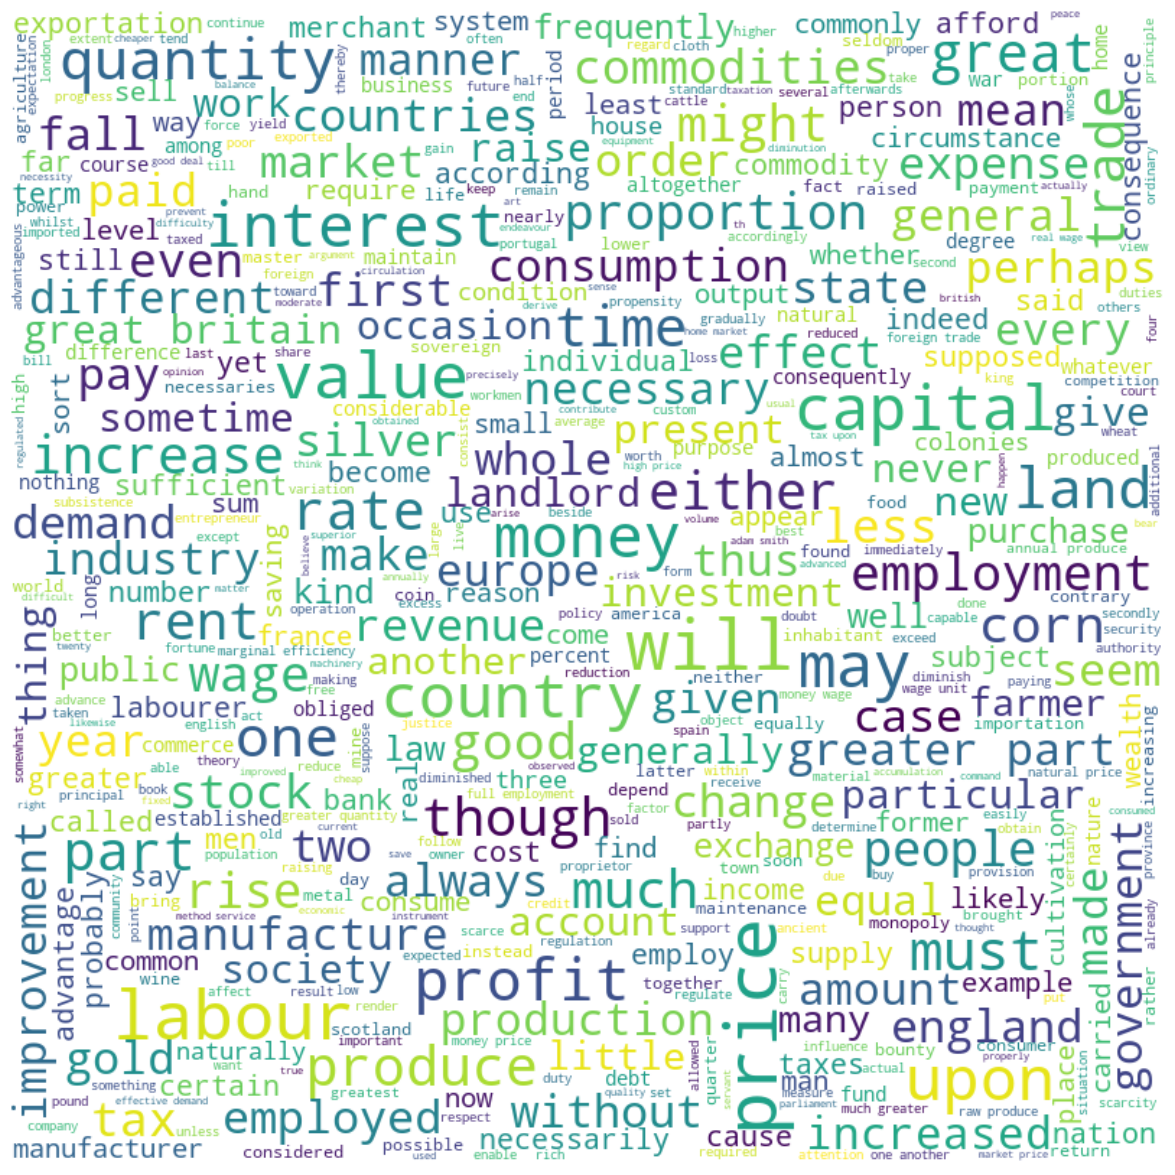 exportation continue merchant system frequently higher commonly afford peace
extent cheaper tend often regard cloth proper seldom home principle
quantity manner commodities great
agriculture expectation london balance thereby business future half period take war portion
progress sell work countries force yield end standard taxation several afterwards cattle least person mean whose consequence trade
fall way among poor exported gain house might circumstance
far course good deal till market raise equipment diminution order commodity expense ordinary
necessity term paid hand require life keep remain according altogether fact raised payment actually
power whilst prevent difficulty imported level taxed interest art nearly endeavour proportion th general real wage
advantageous still even master argument maintain portugal lower accordingly whether second degree view
foreign circulation consumption state perhaps duties
different toward moderate first condition sense derive propensity output natural gradually british said others
great britain occasion time home market individual reduced indeed foreign trade every four
bill difference last share sovereign loss effect supposed whatever
high sort pay yet opinion necessaries value precisely workmen necessary consequently king competition court
regulated sometime considerable obtained consist average contribute custom usual capital give wheat
increase silver small present purpose tax upon colonies
nothing sufficient think variation become whole worth high price almost never produced happen additional
subsistence sum landlord either food new land
demand entrepreneur rate use arise beside volume appear less purchase bear
except superior believe large live money adam smith best immediately annual produce
industry saving make europe risk form thus advanced found employment contrary
world difficult long number matter annually kind coin excess reason investment doubt done secondly
operation policy america well capable security
thing better twenty rent fortune france revenue come will inhabitant exceed corn authority
public wage marginal efficiency machinery another percent reduction neither may subject seem
advance taken labourer making free obliged country given money wage diminish wage unit paying
somewhat likewise english act mine suppose justice spain object equally case farmer importation wealth increasing
year commerce one law good generally greater part
greater able theory reduce real observed diminished three latter within material accumulation command natural price
right principal book fixed improved stock cheap bank full employment depend receive change particular consumed
called established greater quantity though sold factor partly determine former easily obtain nature
improvement men old current two cost find exchange town soon people cultivation certainly government province
part population raising follow owner proprietor due buy provision already
say save day always much income equal likely
community advantage probably bring rise metal consume credit maintenance ancient monopoly brought made thought
point method service economic instrument scarce account support
manufacture instead regulation supply must
common wine society expected profit employ together carry amount example rather
affect result low render regulate put
labour scotland important production price many england carried
gold naturally money price little quarter allowed influence bounty consumer properly
something certain want true produce duty debt servant taxes actual upon place situation scarcity
pound effective demand greatest now quality set man measure fund
company tax unless employed respect without parliament much greater raw produce increased nation
manufacturer considered possible used enable rich necessarily cause required attention one another market price return